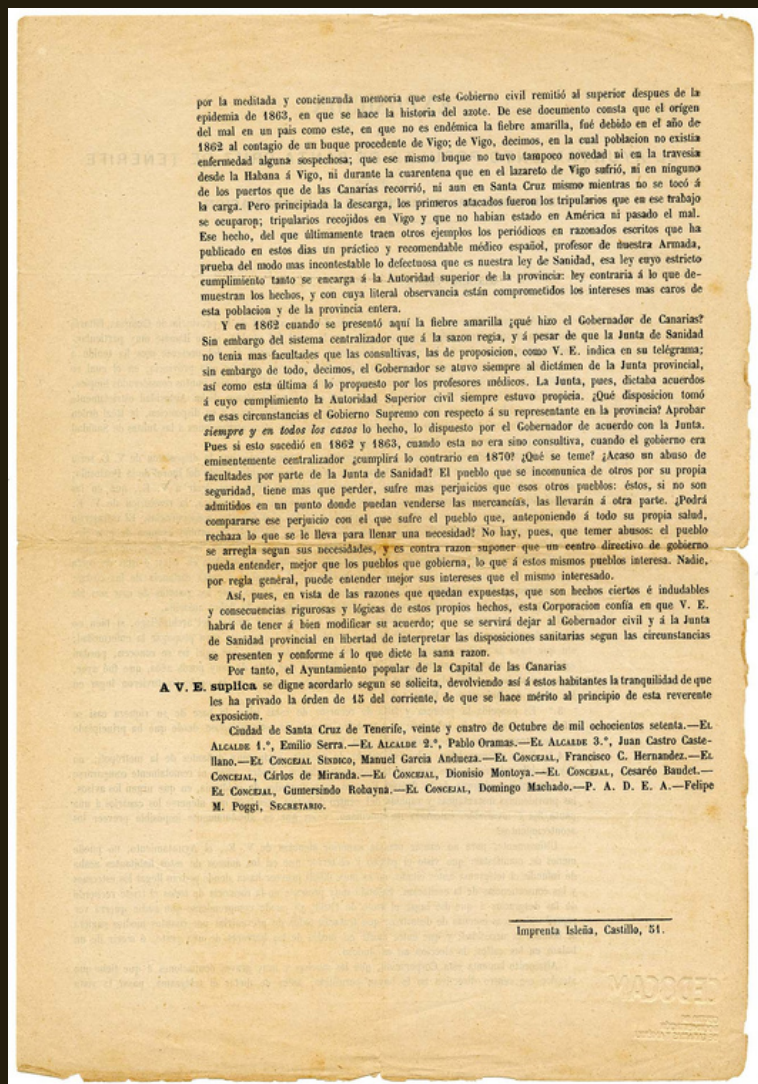 por la meditada y concienzuda memoria que este Gobierno civil remitió al superior despues de la
epidemia de 1863, en que se hace la historia del azote. De ese documento consta que el orígen
del mal en un pais como este, en que no es endémica la fiebre amarilla, fué debido en el año de
1862 al contagio de un buque procedente de Vigo; de Vigo, decimos, en la cual poblacion no existia
enfermedad alguna sospechosa; que ese mismo buque no tuvo tampoco novedad ni en la travesia
desde la Habana á Vigo, ni durante la cuarentena que en el lazareto de Vigo sufrió, ni en ninguno
de los puertos que de las Canarias recorrió, ni aun en Santa Cruz mismo mientras no se tocó á
la carga. Pero principiada la descarga, los primeros atacados fueron los tripularios que en ese trabajo
se ocuparon; tripularios recojidos en Vigo y que no habian estado en América ni pasado el mal.
Ese hecho, del que últimamente traen otros ejemplos los periódicos en razonados escritos que ha
publicado en estos dias un práctico y recomendable médico español, profesor de nuestra Armada,
prueba del modo mas incontestable lo defectuosa que es nuestra ley de Sanidad, esa ley cuyo estricto
cumplimiento tanto se encarga á la Autoridad superior de la provincia: ley contraria á lo que de-
muestran los hechos, y con cuya literal observancia están comprometidos los intereses mas caros de
esta poblacion y de la provincia entera.
Y en 1862 cuando se presentó aquí la fiebre amarilla ¿qué hizo el Gobernador de Canarias?
Sin embargo del sistema centralizador que á la sazon regia, y á pesar de que la Junta de Sanidad
no tenia mas facultades que las consultivas, las de proposicion, como V. E. indica en su telégrama;
sin embargo de todo, decimos, el Gobernador se atuvo siempre al dictámen de la Junta provincial,
así como esta última á lo propuesto por los profesores médicos. La Junta, pues, dictaba acuerdos
á cuyo cumplimiento la Autoridad Superior civil siempre estuvo propicia. ¿Qué disposicion tomó
en esas circunstancias el Gobierno Supremo con respecto á su representante en la provincia? Aprobar
siempre y en todos los casos lo hecho, lo dispuesto por el Gobernador de acuerdo con la Junta.
Pues si esto sucedió en 1862 y 1863, cuando esta no era sino consultiva, cuando el gobierno era
eminentemente centralizador ¿cumplirá lo contrario en 1870? ¿Qué se teme? ¿Acaso un abuso de
facultades por parte de la Junta de Sanidad? El pueblo que se incomunica de otros por su propia
seguridad, tiene mas que perder, sufre mas perjuicios que esos otros pueblos: éstos, si no son
admitidos en un punto donde puedan venderse las mercancías, las llevarán á otra parte. ¿Podrá
compararse ese perjuicio con el que sufre el pueblo que, anteponiendo á todo su propia salud,
rechaza lo que se le lleva para llenar una necesidad? No hay, pues, que temer abusos: el pueblo
se arregla segun sus necesidades, y es contra razon suponer que un centro directivo de gobierno
pueda entender, mejor que los pueblos que gobierna, lo que á estos mismos pueblos interesa. Nadie,
por regla general, puede entender mejor sus intereses que el mismo interesado.
Así, pues, en vista de las razones que quedan expuestas, que son hechos ciertos é indudables
y consecuencias rigurosas y lógicas de estos propios hechos, esta Corporacion confia en que V. E.
habrá de tener á bien modificar su acuerdo; que se servirá dejar al Gobernador civil y á la Junta
de Sanidad provincial en libertad de interpretar las disposiciones sanitarias segun las circunstancias
se presenten y conforme á lo que dicte la sana razon.
Por tanto, el Ayuntamiento popular de la Capital de las Canarias
A V. E. suplica se digne acordarlo segun se solicita, devolviendo así á estos habitantes la tranquilidad de que
les ha privado la órden de 15 del corriente, de que se hace mérito al principio de esta reverente
exposicion.
Ciudad de Santa Cruz de Tenerife, veinte y cuatro de Octubre de mil ochocientos setenta.—El
Alcalde 1.º, Emilio Serra.—El Alcalde 2.º, Pablo Oramas.—El Alcalde 3.º, Juan Castro Caste-
llano.—El Concejal Sindico, Manuel Garcia Andueza.—El Concejal, Francisco C. Hernandez.—El
Concejal, Cárlos de Miranda.—El Concejal, Dionisio Montoya.—El Concejal, Cesaréo Baudet.—
El Concejal, Gumersindo Robayna.—El Concejal, Domingo Machado.—P. A. D. E. A.—Felipe
M. Poggi, Secretario.
Imprenta Isleña, Castillo, 51.
CEDOCAM